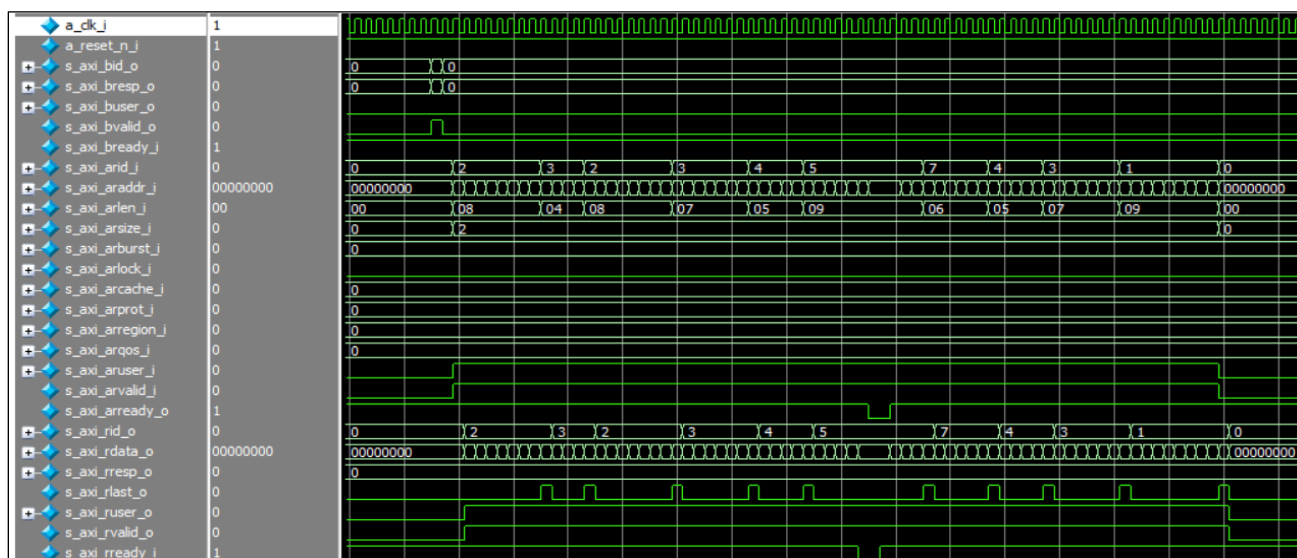 a_clk_i 1
a_reset_n_i 1
s_axi_bid_o 0 0 0
s_axi_bresp_o 0 0 0
s_axi_buser_o 0
s_axi_bvalid_o 0
s_axi_bready_i 1
s_axi_arid_i 0 0 2 3 2 3 4 5 7 4 3 1 0
s_axi_araddr_i 00000000 00000000 00000000
s_axi_arlen_i 00 00 08 04 08 07 05 09 06 05 07 09 00
s_axi_arsize_i 0 0 2 0
s_axi_arburst_i 0 0
s_axi_arlock_i 0
s_axi_arcache_i 0 0
s_axi_arprot_i 0 0
s_axi_arregion_i 0 0
s_axi_arqos_i 0 0
s_axi_aruser_i 0
s_axi_arvalid_i 0
s_axi_arready_o 1
s_axi_rid_o 0 0 2 3 2 3 4 5 7 4 3 1 0
s_axi_rdata_o 00000000 00000000 00000000
s_axi_rresp_o 0 0
s_axi_rlast_o 0
s_axi_ruser_o 0
s_axi_rvalid_o 0
s_axi_rready_i 1